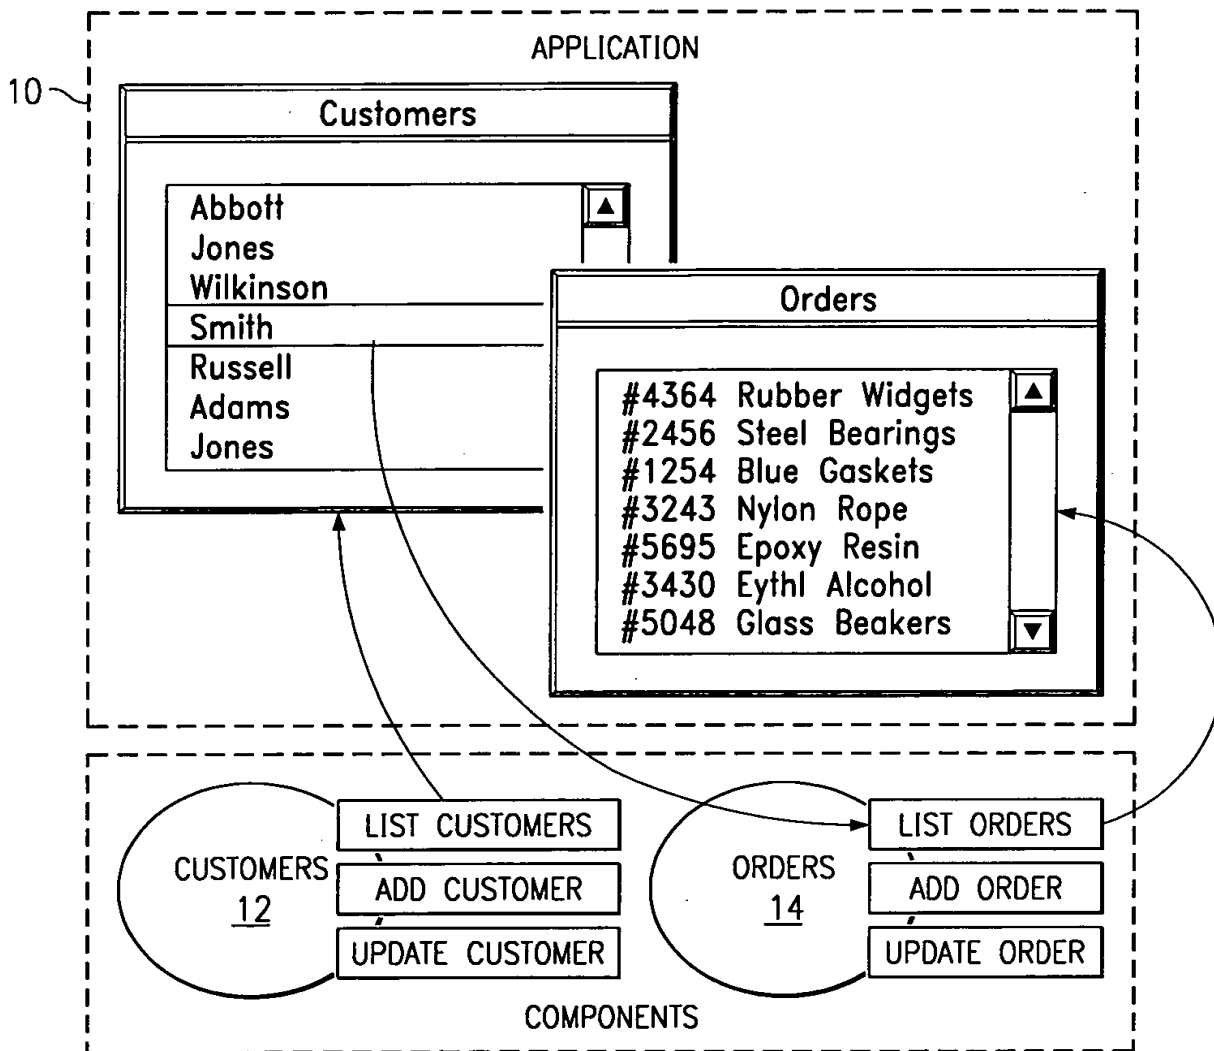 APPLICATION
10
Customers
Abbott
Jones
Wilkinson
Smith
Russell
Adams
Jones
Orders
#4364 Rubber Widgets
#2456 Steel Bearings
#1254 Blue Gaskets
#3243 Nylon Rope
#5695 Epoxy Resin
#3430 Eythl Alcohol
#5048 Glass Beakers
CUSTOMERS
12
LIST CUSTOMERS
ADD CUSTOMER
UPDATE CUSTOMER
ORDERS
14
LIST ORDERS
ADD ORDER
UPDATE ORDER
COMPONENTS